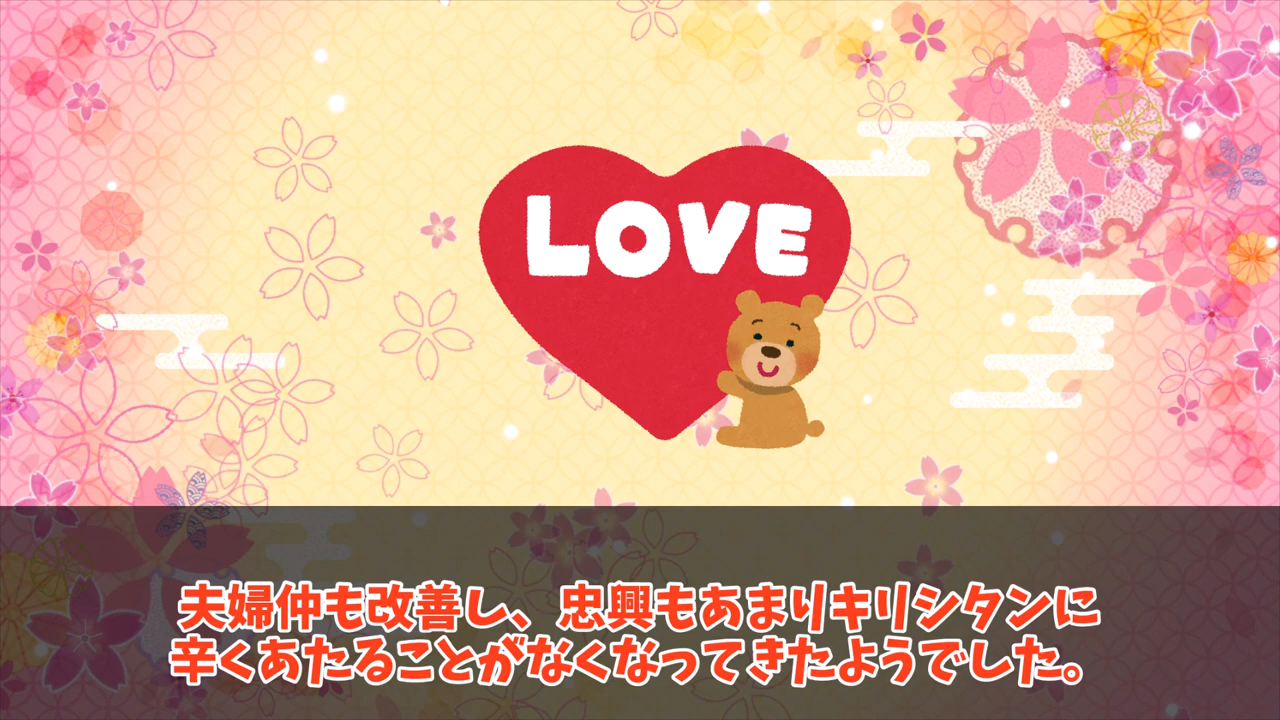 LOVE
夫婦仲も改善し、忠興もあまりキリシタンに
辛くあたることがなくなってきたようでした。